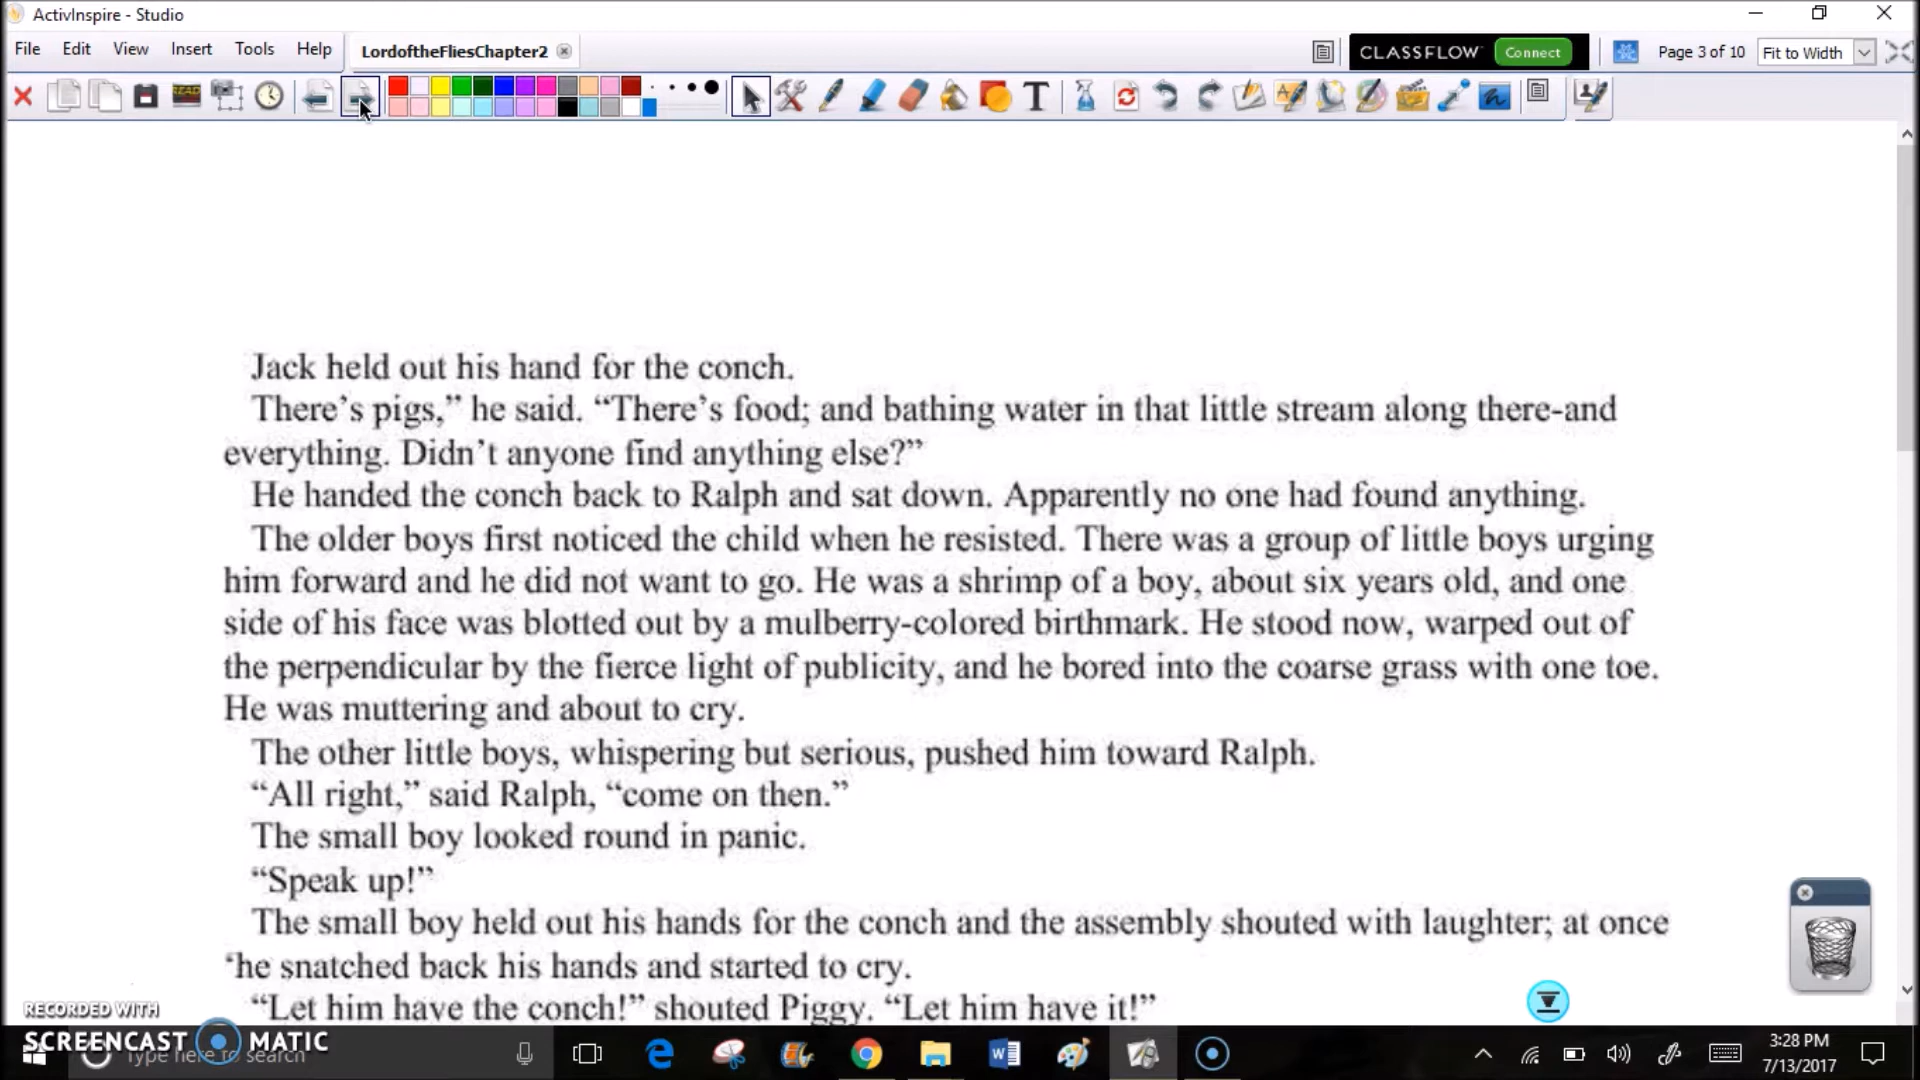 ActivInspire - Studio
File Edit View Insert Tools Help LordoftheFliesChapter2 CLASSFLOW Connect Page 3 of 10 Fit to Width
READ T
Jack held out his hand for the conch.
There's pigs,” he said. “There's food; and bathing water in that little stream along there-and
everything. Didn't anyone find anything else?”
He handed the conch back to Ralph and sat down. Apparently no one had found anything.
The older boys first noticed the child when he resisted. There was a group of little boys urging
him forward and he did not want to go. He was a shrimp of a boy, about six years old, and one
side of his face was blotted out by a mulberry-colored birthmark. He stood now, warped out of
the perpendicular by the fierce light of publicity, and he bored into the coarse grass with one toe.
He was muttering and about to cry.
The other little boys, whispering but serious, pushed him toward Ralph.
“All right,” said Ralph, “come on then.”
The small boy looked round in panic.
“Speak up!”
The small boy held out his hands for the conch and the assembly shouted with laughter; at once
‘he snatched back his hands and started to cry.
“Let him have the conch!” shouted Piggy. “Let him have it!”
RECORDED WITH
SCREENCAST MATIC
Type here to search
3:28 PM
7/13/2017